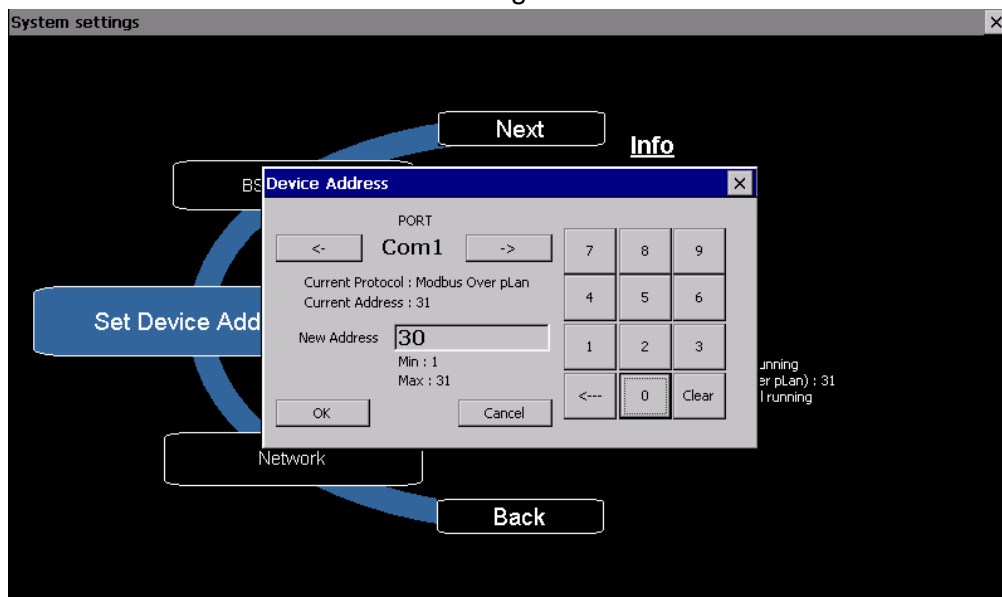 System settings
Next
Info
BS
Device Address
PORT
<-
Com1
->
Current Protocol : Modbus Over pLan
Current Address : 31
New Address
30
Min : 1
Max : 31
OK
Cancel
7
8
9
4
5
6
1
2
3
<---
0
Clear
Set Device Add
unning
er pLan) : 31
l running
Network
Back